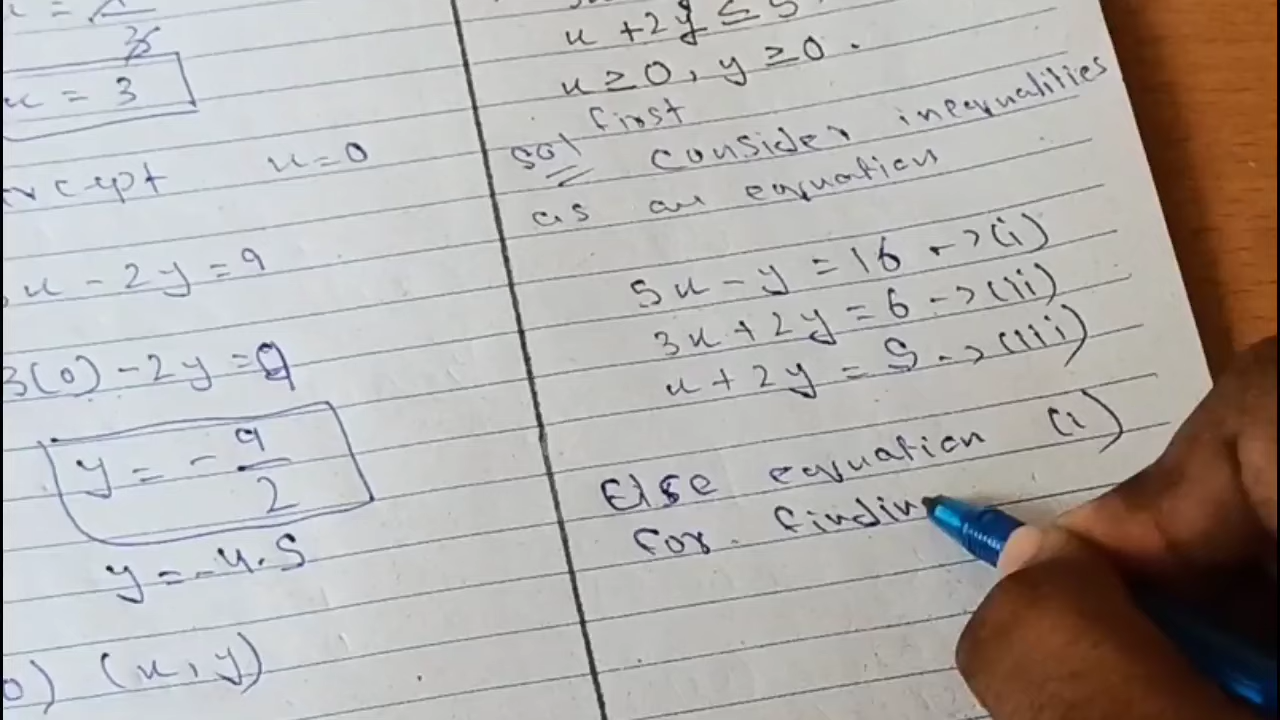 x = 3
x=0
x - 2y = 9
3(0) - 2y = 9
y = - 9/2
y = -4.5
(x, y)
x + 2y ≤ 5
x ≥ 0, y ≥ 0.
first
Sol consider inequalities
as an equation
5x - y = 16 -> (i)
3x + 2y = 6 -> (ii)
x + 2y = 5 -> (iii)
Else equation (i)
for findin